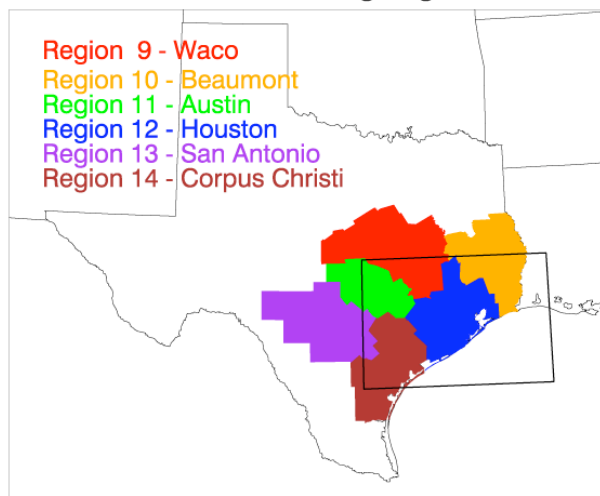 Region 9 - Waco
Region 10 - Beaumont
Region 11 - Austin
Region 12 - Houston
Region 13 - San Antonio
Region 14 - Corpus Christi